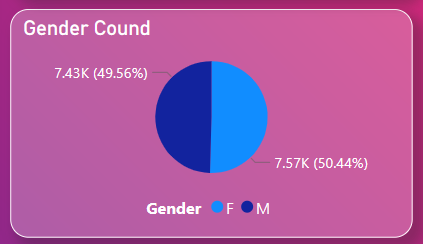 Gender Cound
7.43K (49.56%)
7.57K (50.44%)
Gender F M